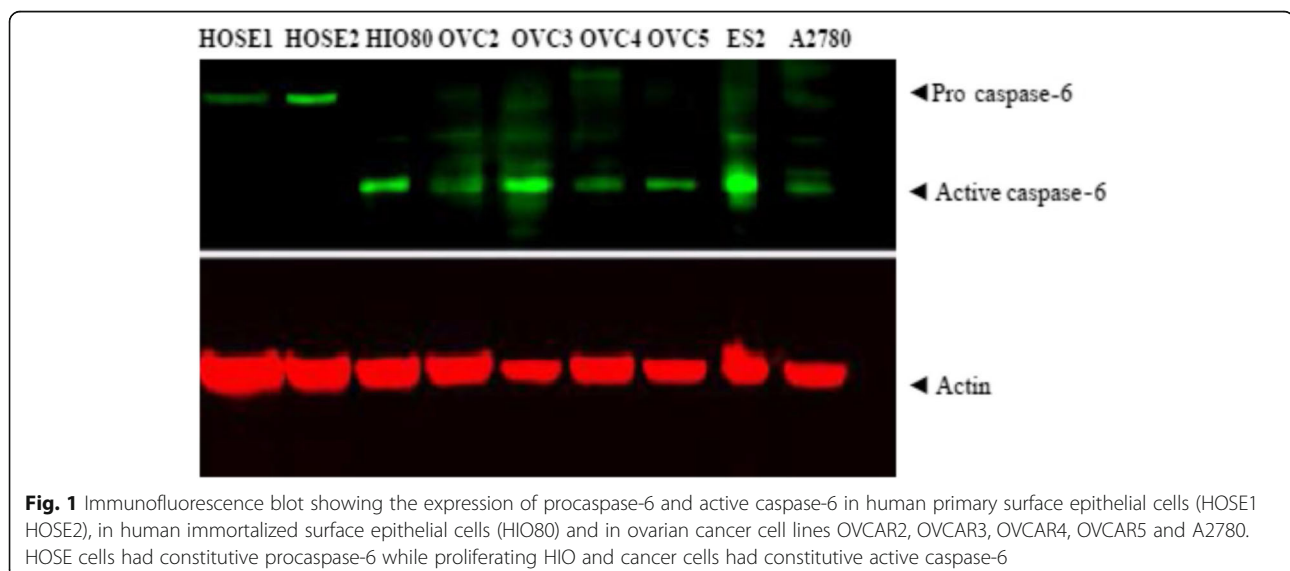 HOSE1 HOSE2 HIO80 OVC2 OVC3 OVC4 OVC5 ES2 A2780
◄Pro caspase-6
◄ Active caspase-6
◄ Actin
Fig. 1 Immunofluorescence blot showing the expression of procaspase-6 and active caspase-6 in human primary surface epithelial cells (HOSE1
HOSE2), in human immortalized surface epithelial cells (HIO80) and in ovarian cancer cell lines OVCAR2, OVCAR3, OVCAR4, OVCAR5 and A2780.
HOSE cells had constitutive procaspase-6 while proliferating HIO and cancer cells had constitutive active caspase-6